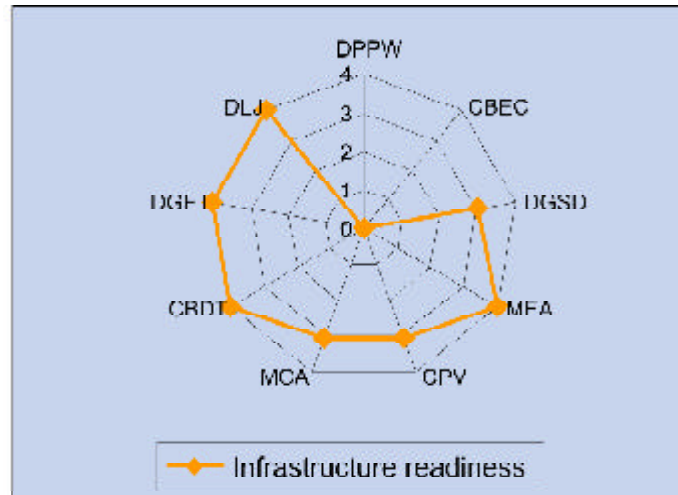 DPPW
4
DLJ
CBEC
3
2
1
DGFT
DGSD
0
CBDT
MEA
MCA
CPV
Infrastructure readiness